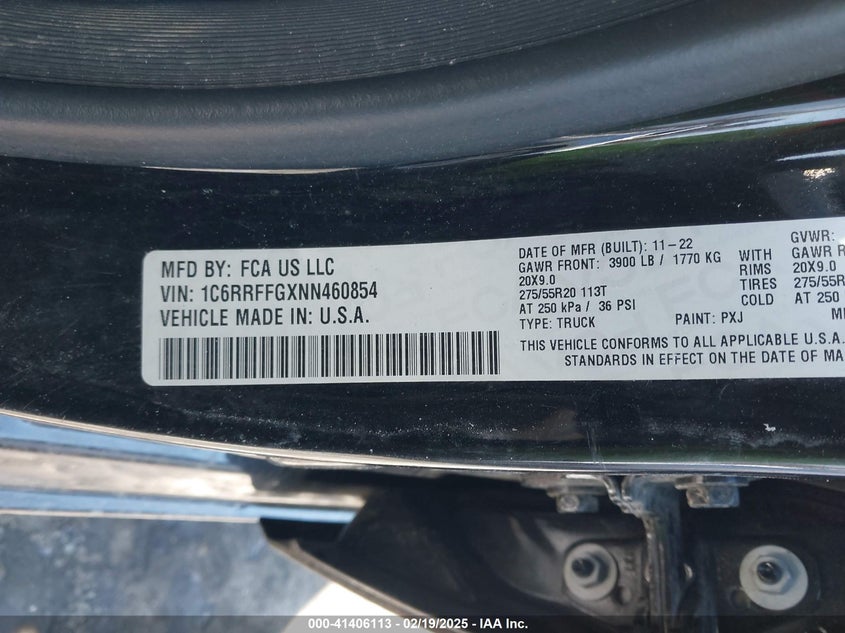 MFD BY: FCA US LLC
VIN: 1C6RRFFGXNN460854
VEHICLE MADE IN: U.S.A.
DATE OF MFR (BUILT): 11-22
GAWR FRONT: 3900 LB / 1770 KG WITH
20X9.0 RIMS
275/55R20 113T TIRES
AT 250 kPa / 36 PSI COLD
TYPE: TRUCK PAINT: PXJ
THIS VEHICLE CONFORMS TO ALL APPLICABLE U.S.A.
STANDARDS IN EFFECT ON THE DATE OF MA
GVWR:
GAWR R
20X9.0
275/55R
AT 250
000-41406113 - 02/19/2025 - IAA Inc.